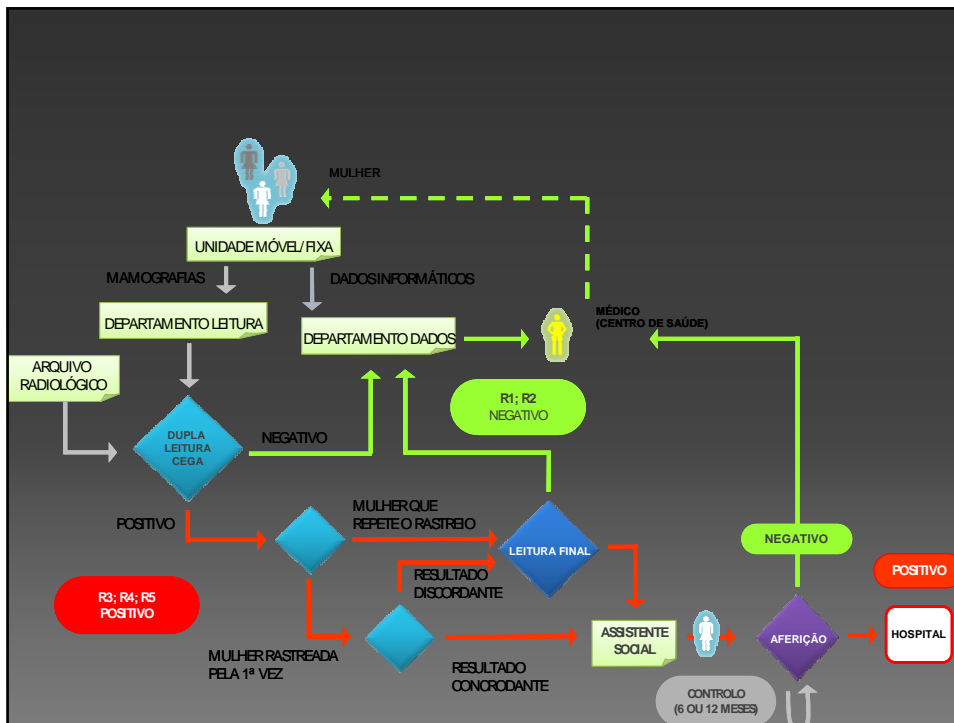 MULHER
UNIDADE MÓVEL/ FIXA
MAMOGRAFIAS
DADOS INFORMÁTICOS
DEPARTAMENTO LEITURA
DEPARTAMENTO DADOS
MÉDICO
(CENTRO DE SAÚDE)
ARQUIVO
RADIOLÓGICO
R1; R2
NEGATIVO
DUPLA
LEITURA
CEGA
NEGATIVO
POSITIVO
MULHER QUE
REPETE O RASTREIO
LEITURA FINAL
NEGATIVO
POSITIVO
RESULTADO
DISCORDANTE
R3; R4; R5
POSITIVO
ASSISTENTE
SOCIAL
AFERIÇÃO
HOSPITAL
MULHER RASTREADA
PELA 1ª VEZ
RESULTADO
CONCRODANTE
CONTROLO
(6 OU 12 MESES)